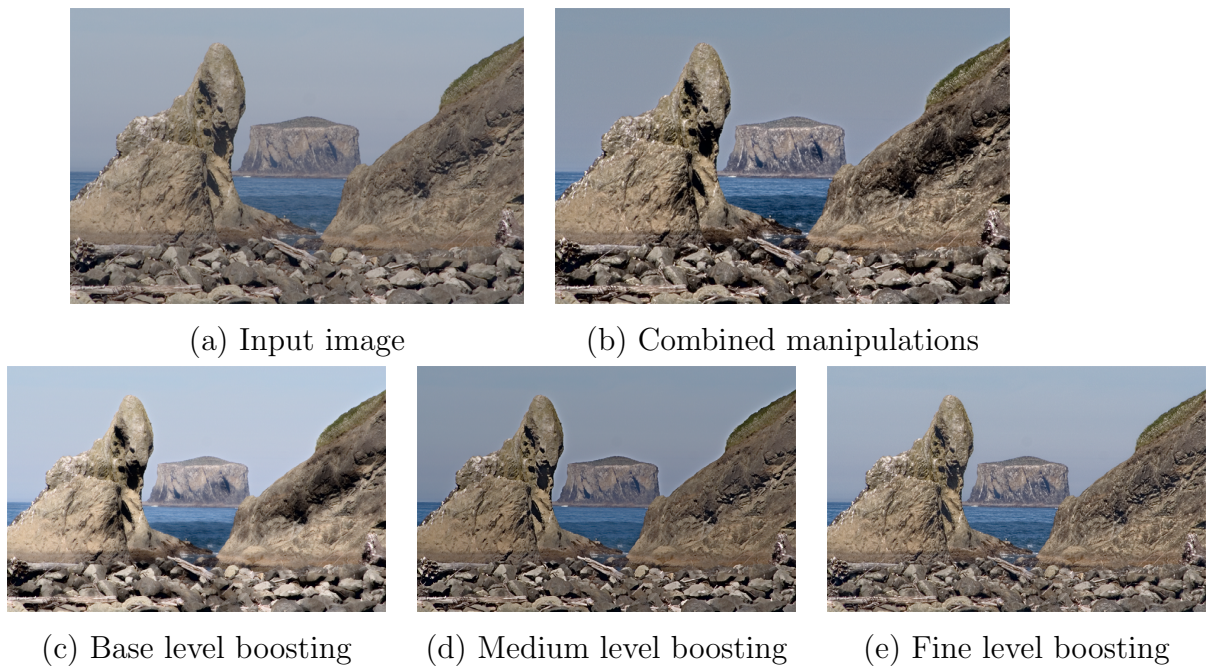 (a) Input image
(b) Combined manipulations
(c) Base level boosting
(d) Medium level boosting
(e) Fine level boosting